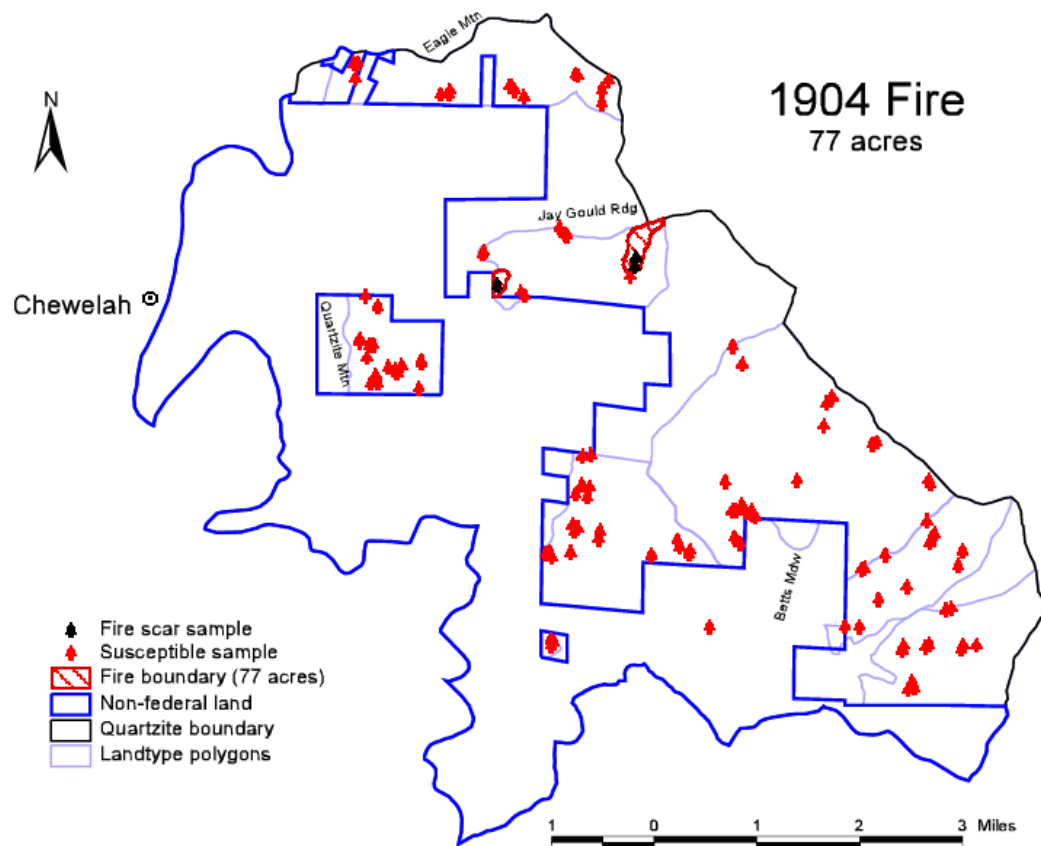 Eagle Mtn
N
1904 Fire
77 acres
Jay Gould Rdg
Chewelah
Quartzite Mtn
Betts Mdw
Fire scar sample
Susceptible sample
Fire boundary (77 acres)
Non-federal land
Quartzite boundary
Landtype polygons
1 0 1 2 3 Miles